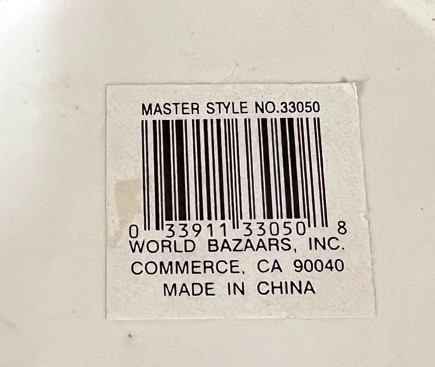 MASTER STYLE NO.33050
0 33911 33050 8
WORLD BAZAARS, INC.
COMMERCE, CA 90040
MADE IN CHINA